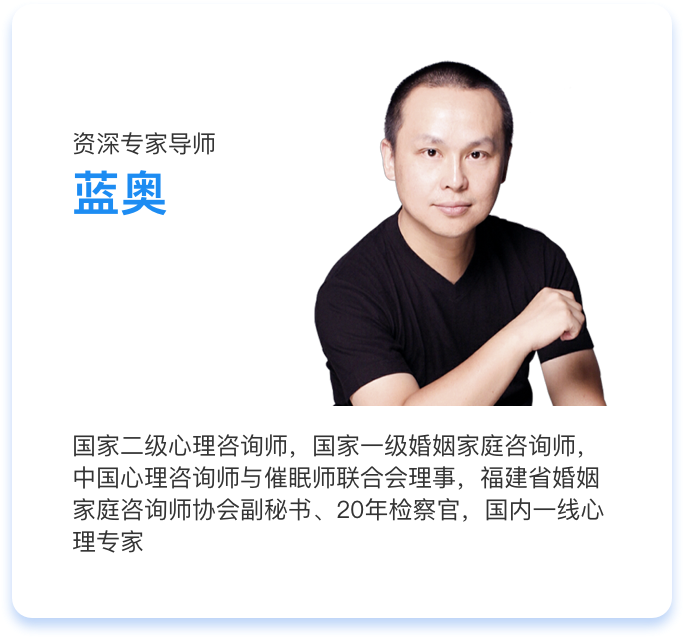 资深专家导师
蓝奥
国家二级心理咨询师，国家一级婚姻家庭咨询师，
中国心理咨询师与催眠师联合会理事，福建省婚姻
家庭咨询师协会副秘书、20年检察官，国内一线心
理专家